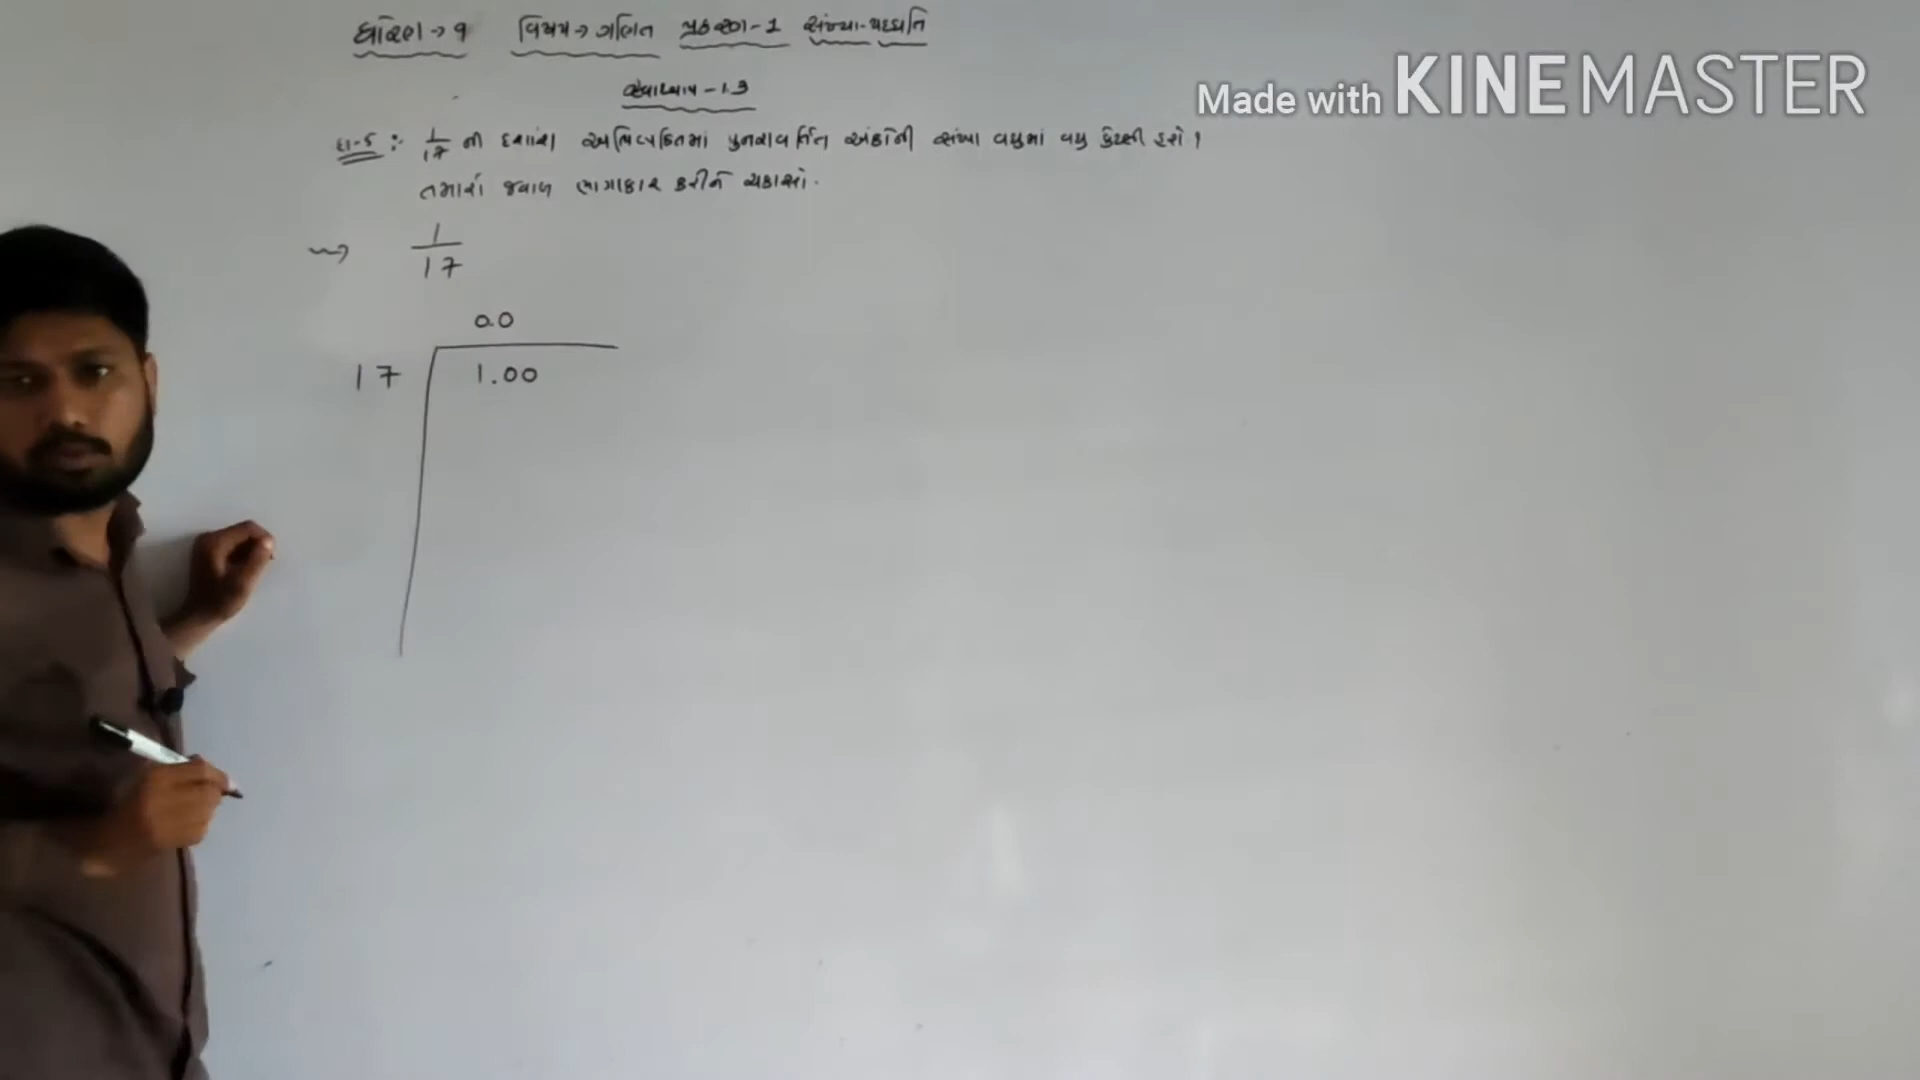 ધોરણ → ૧ વિષય → ગણિત પ્રકરણ - 1 સંખ્યા-પદ્ધતિ
સ્વાધ્યાય - 1.3
દા-૬ : 1/17 ની દશાંશ અભિવ્યક્તિમાં પુનરાવર્તિત અંકોની સંખ્યા વધુમાં વધુ કેટલી હશે ?
તમારો જવાબ ભાગાકાર કરીને ચકાસો.
⇝ 1/17
0.0
17 1.00
Made with KINEMASTER